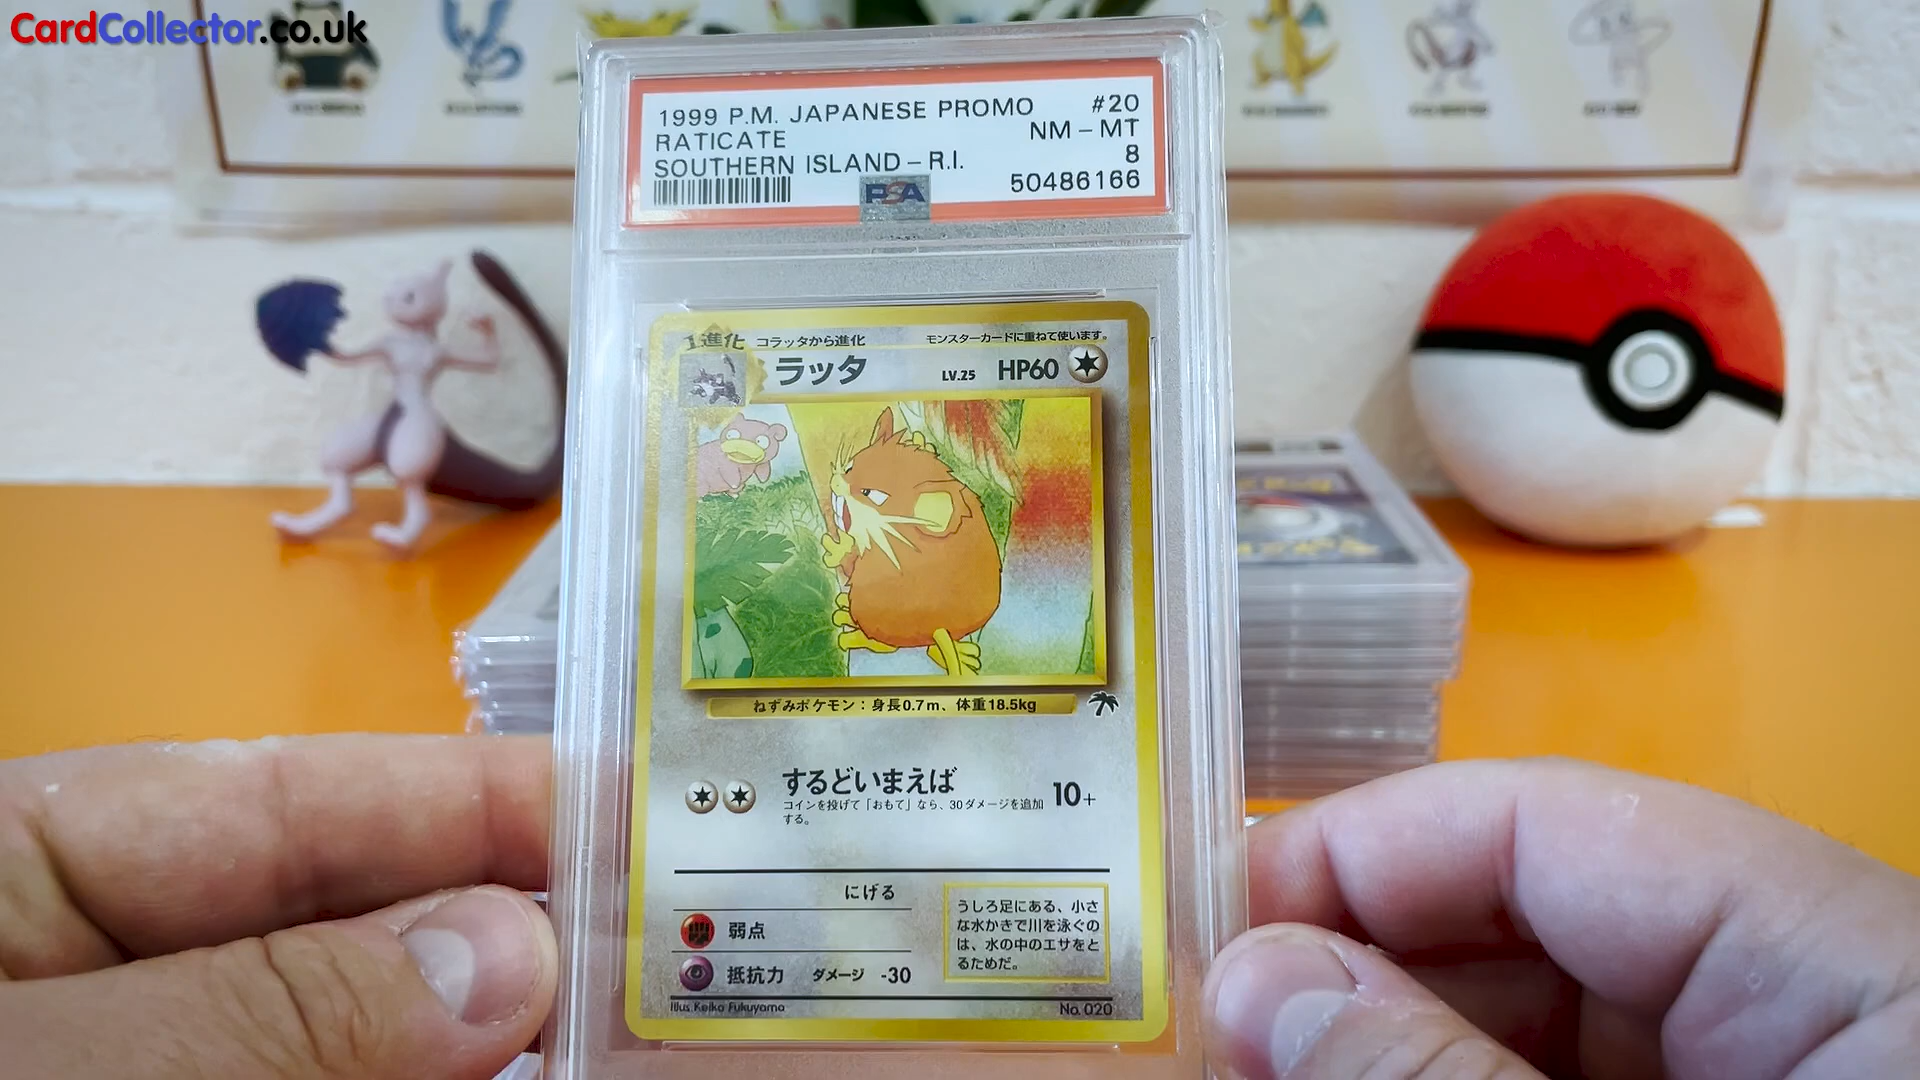 CardCollector.co.uk
1999 P.M. JAPANESE PROMO #20
RATICATE NM-MT
SOUTHERN ISLAND-R.I. 8
50486166
PSA
1進化 コラッタから進化 モンスターカードに重ねて使います。
ラッタ LV.25 HP60
ねずみポケモン:身長0.7m、体重18.5kg
するどいまえば 10+
コインを投げて「おもて」なら、30ダメージを追加
する。
にげる
弱点
抵抗力 ダメージ -30
うしろ足にある、小さ
な水かきで川を泳ぐの
は、水の中のエサをと
るためだ。
Illus. Keiko Fukuyama No. 020